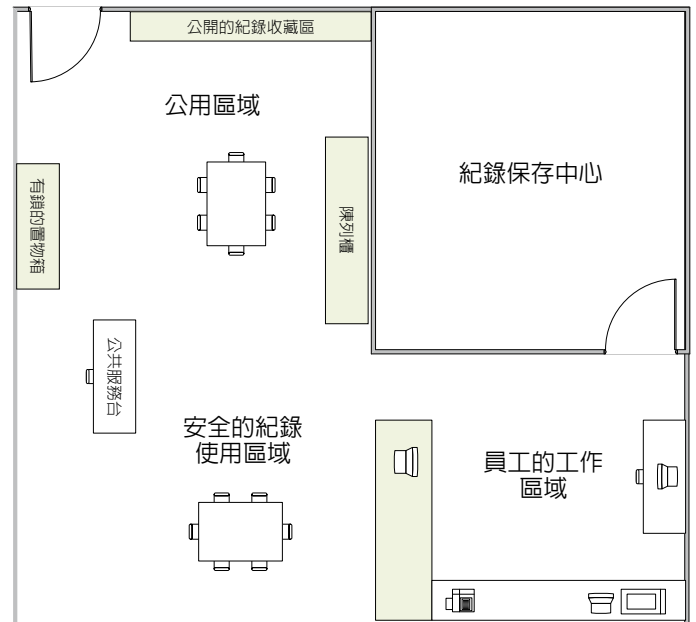 公開的紀錄收藏區
公用區域
紀錄保存中心
有鎖的置物箱
陳列櫃
公共服務台
安全的紀錄
使用區域
員工的工作
區域